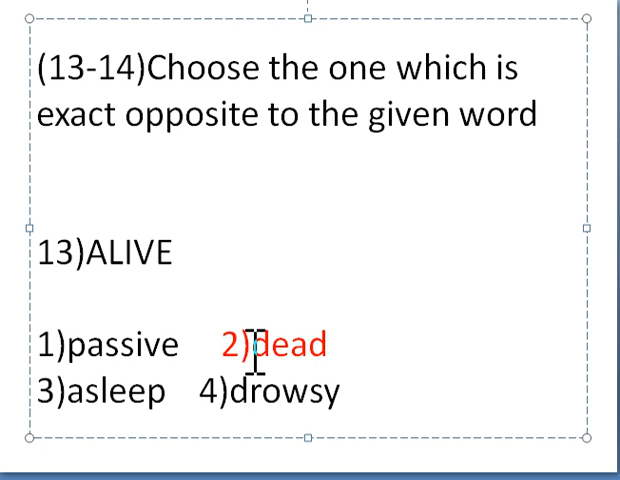 (13-14)Choose the one which is
exact opposite to the given word
13)ALIVE
1)passive 2)dead
3)asleep 4)drowsy